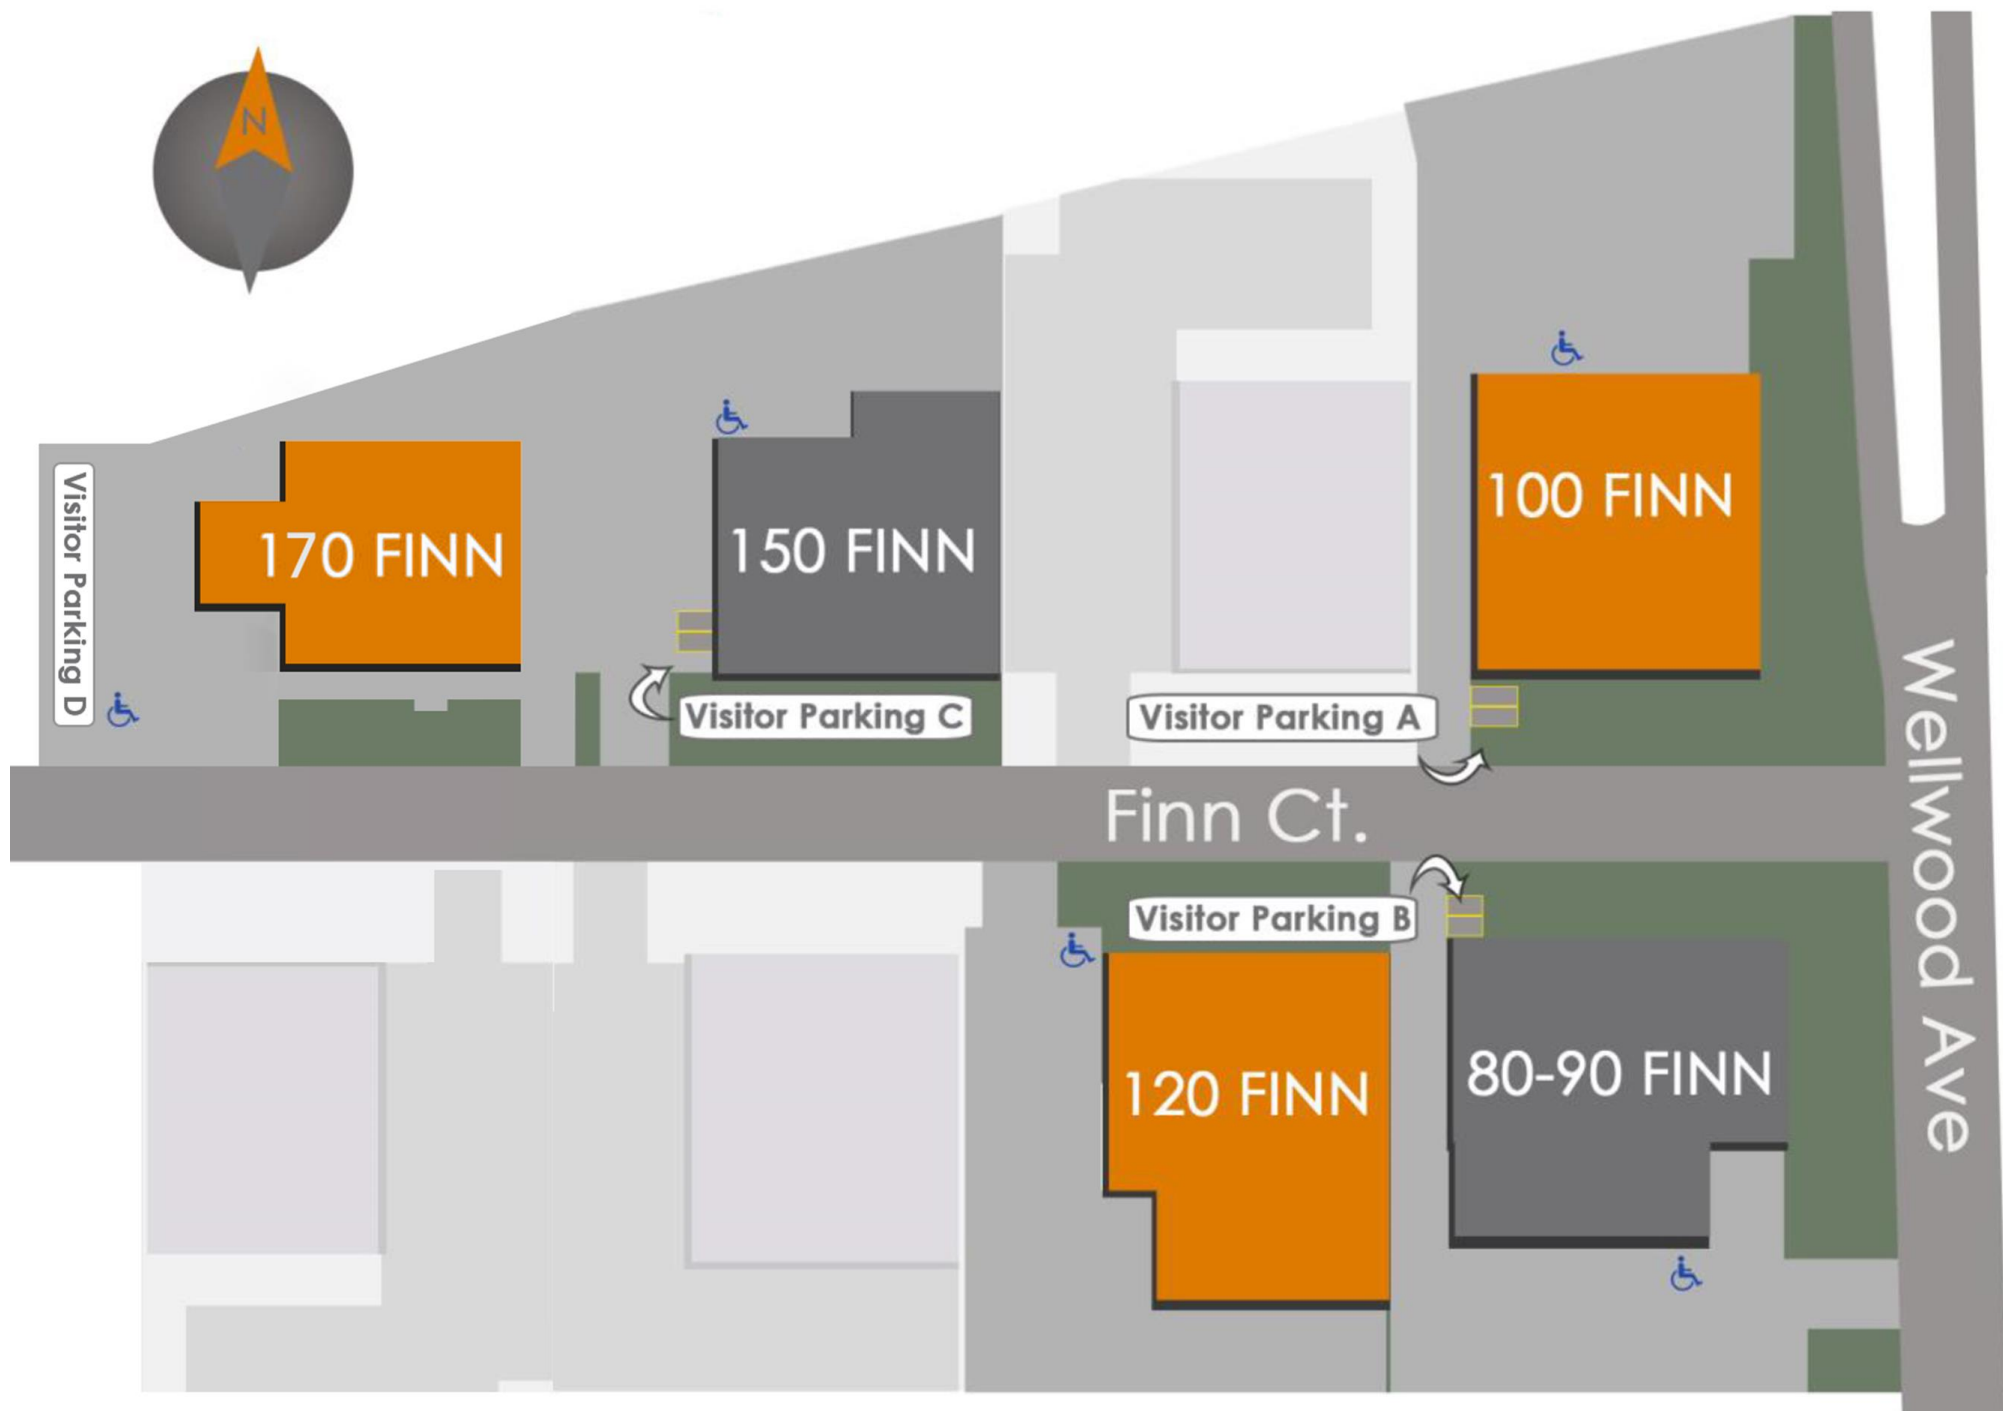 N
100 FINN
170 FINN
150 FINN
Visitor Parking D
Visitor Parking C
Visitor Parking A
Finn Ct.
Wellwood Ave
Visitor Parking B
120 FINN
80-90 FINN